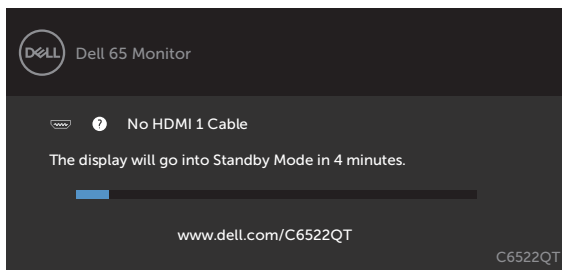 DELL
Dell 65 Monitor
? No HDMI 1 Cable
The display will go into Standby Mode in 4 minutes.
www.dell.com/C6522QT
C6522QT